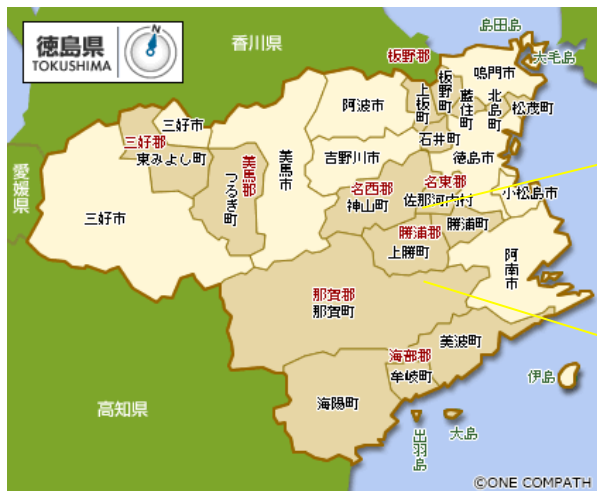 徳島県
TOKUSHIMA
N
香川県
島田島
大毛島
板野郡
板野町
鳴門市
上板町
藍住町
北島町
松茂町
阿波市
三好市
三好郡
東みよし町
石井町
吉野川市
徳島市
美馬市
美馬郡
つるぎ町
愛媛県
三好市
名西郡
神山町
名東郡
佐那河内村
小松島市
勝浦郡
上勝町
勝浦町
阿南市
那賀郡
那賀町
美波町
海部郡
牟岐町
海陽町
伊島
高知県
出羽島
大島
©ONE COMPATH